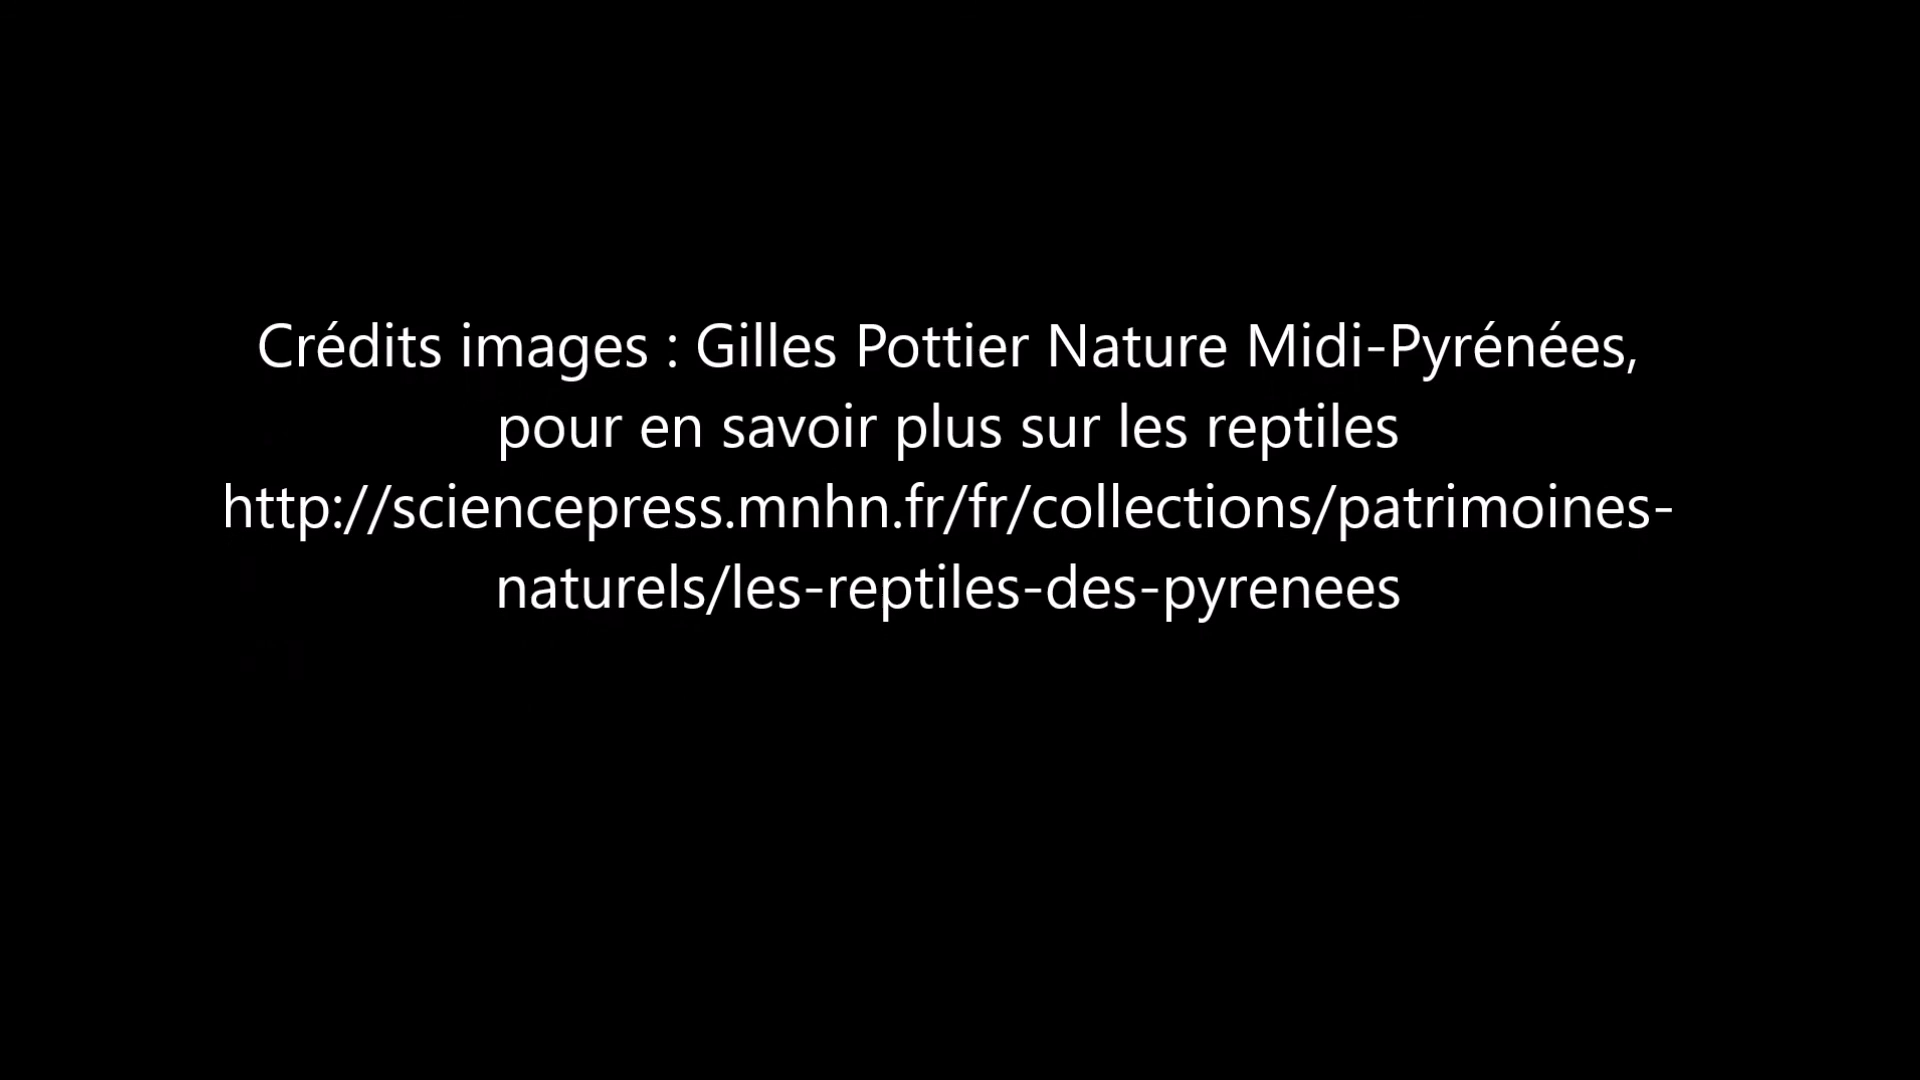 Crédits images : Gilles Pottier Nature Midi-Pyrénées,
pour en savoir plus sur les reptiles
http://sciencepress.mnhn.fr/fr/collections/patrimoines-
naturels/les-reptiles-des-pyrenees